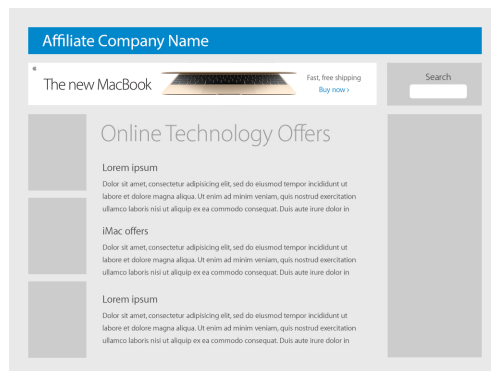 Affiliate Company Name
The new MacBook
Fast, free shipping
Buy now ›
Search
Online Technology Offers
Lorem ipsum
Dolor sit amet, consectetur adipisicing elit, sed do eiusmod tempor incididunt ut
labore et dolore magna aliqua. Ut enim ad minim veniam, quis nostrud exercitation
ullamco laboris nisi ut aliquip ex ea commodo consequat. Duis aute irure dolor in
iMac offers
Dolor sit amet, consectetur adipisicing elit, sed do eiusmod tempor incididunt ut
labore et dolore magna aliqua. Ut enim ad minim veniam, quis nostrud exercitation
ullamco laboris nisi ut aliquip ex ea commodo consequat. Duis aute irure dolor in
Lorem ipsum
Dolor sit amet, consectetur adipisicing elit, sed do eiusmod tempor incididunt ut
labore et dolore magna aliqua. Ut enim ad minim veniam, quis nostrud exercitation
ullamco laboris nisi ut aliquip ex ea commodo consequat. Duis aute irure dolor in